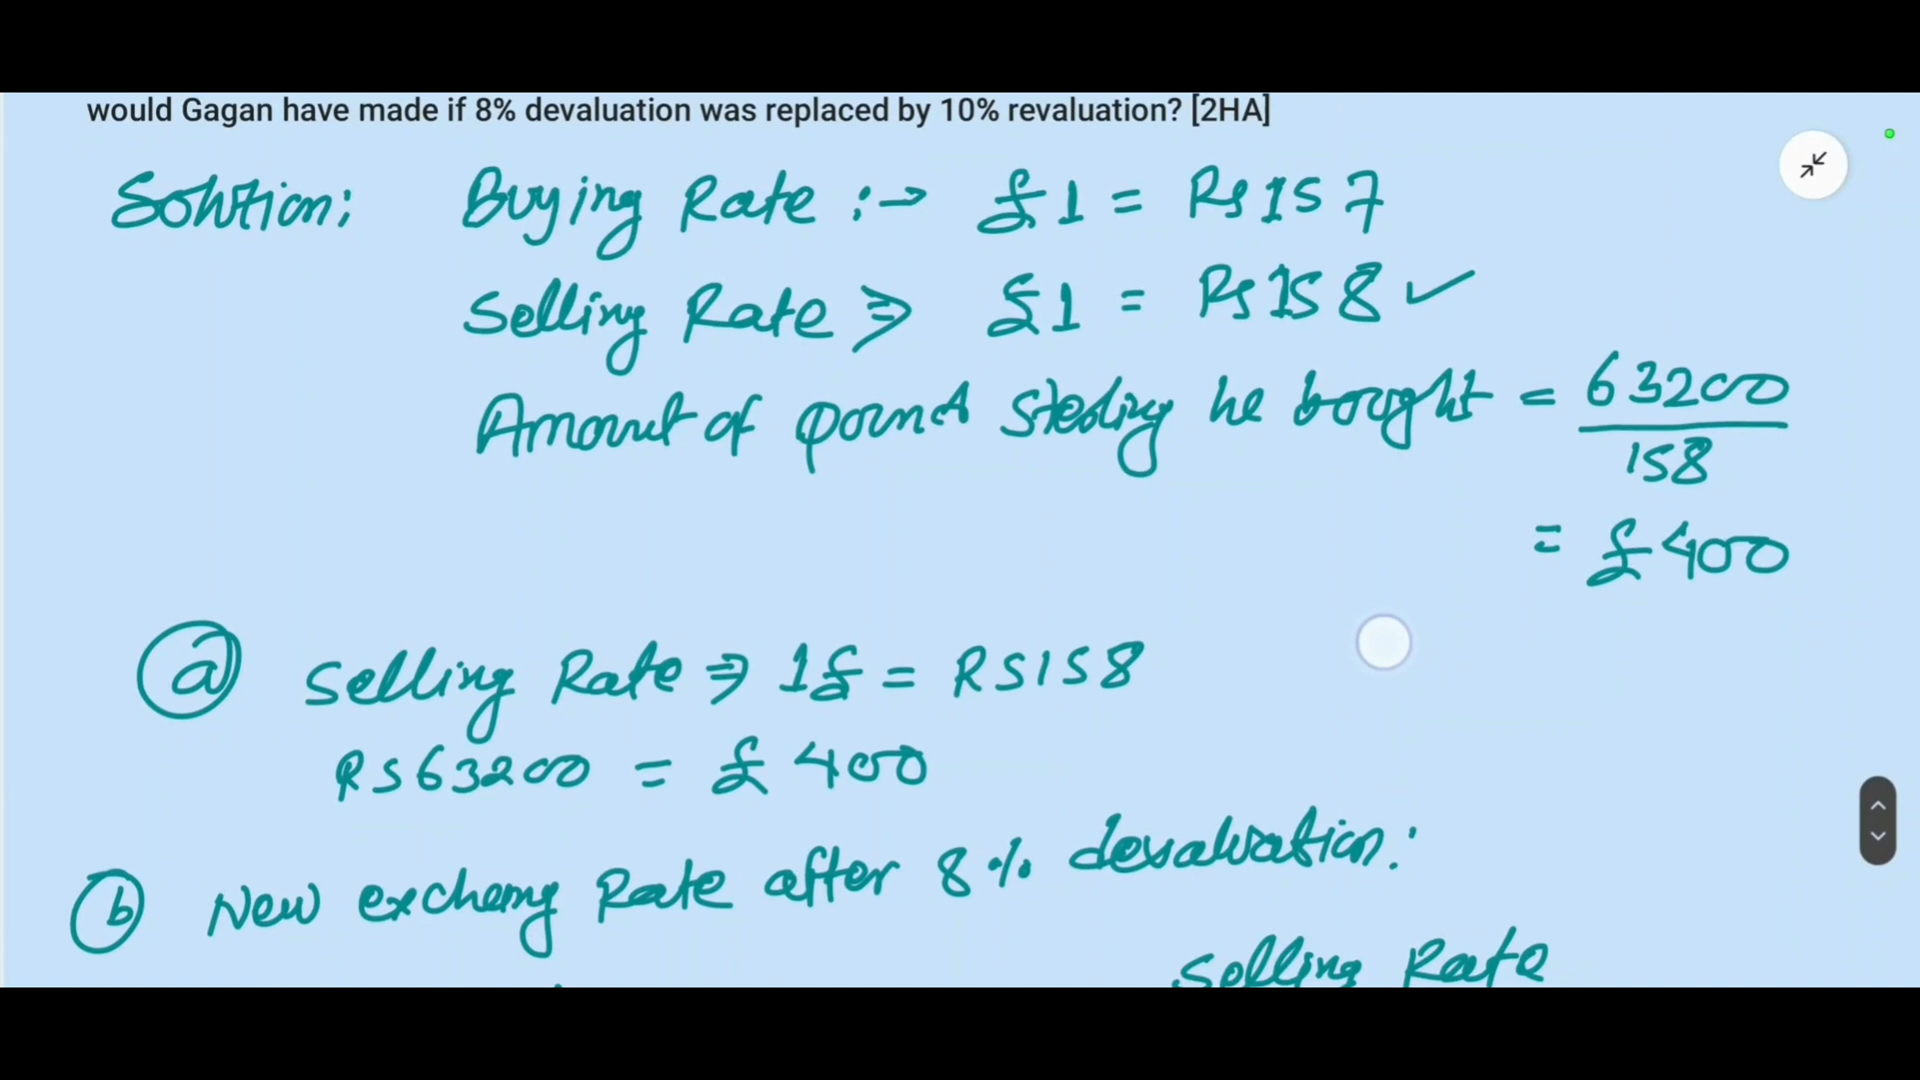 would Gagan have made if 8% devaluation was replaced by 10% revaluation? [2HA]
Solution: Buying Rate :→ £1 = Rs 157
Selling Rate ⇒ £1 = Rs 158 ✓
Amount of pound sterling he bought = 63200
158
= £400
(a) Selling Rate ⇒ 1£ = RS 158
RS 63200 = £400
(b) New exchang Rate after 8% devaluation:
Selling Rate